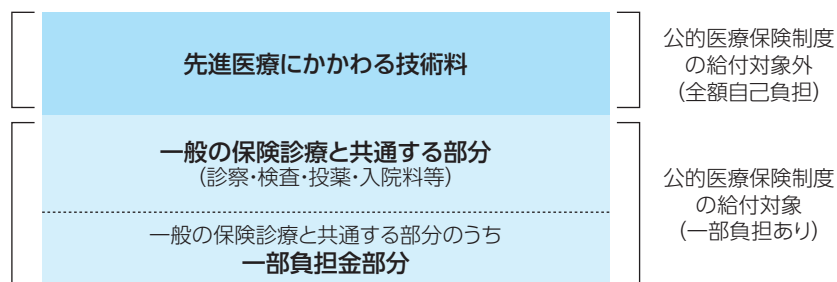 先進医療にかかわる技術料
公的医療保険制度
の給付対象外
(全額自己負担)
一般の保険診療と共通する部分
(診察・検査・投薬・入院料等)
一般の保険診療と共通する部分のうち
一部負担金部分
公的医療保険制度
の給付対象
(一部負担あり)